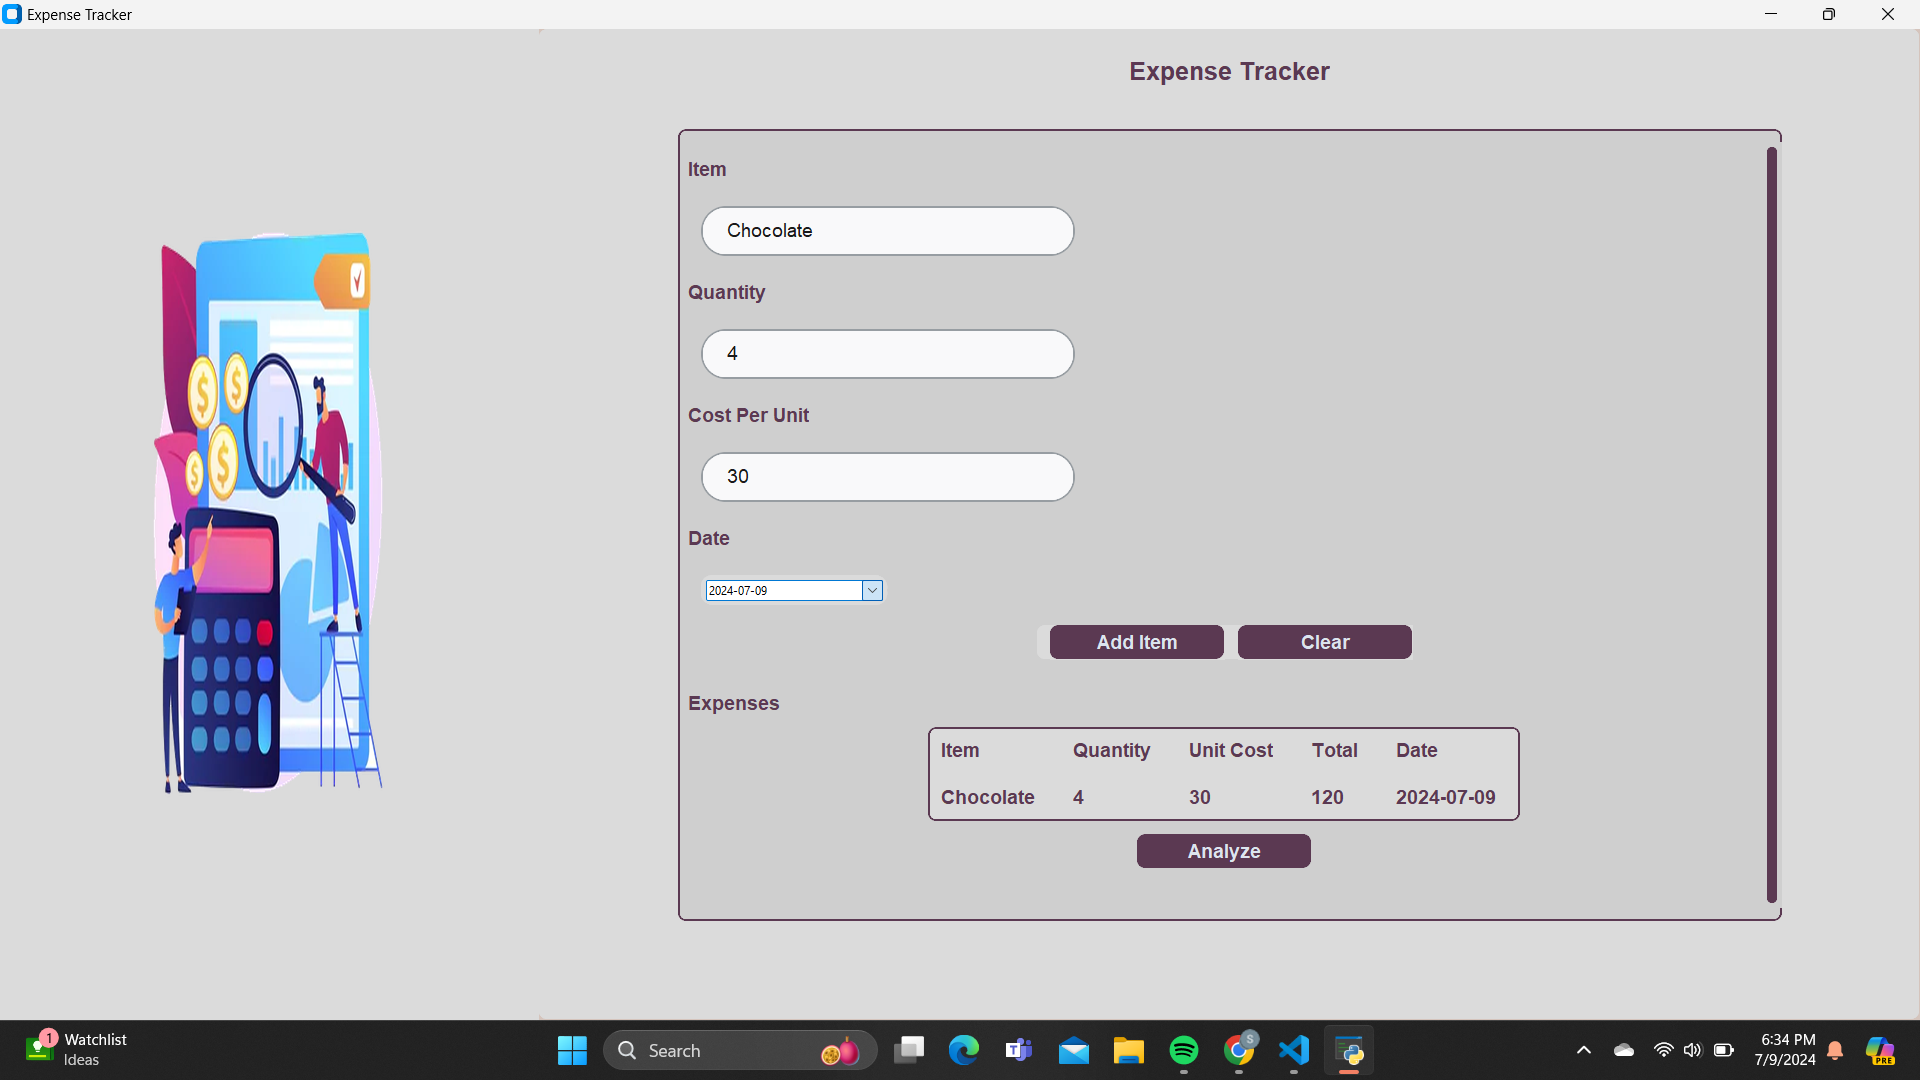 Expense Tracker
Expense Tracker
Item
Chocolate
Quantity
4
Cost Per Unit
30
Date
2024-07-09
Add Item Clear
Expenses
Item Quantity Unit Cost Total Date
Chocolate 4 30 120 2024-07-09
Analyze
1 Watchlist
Ideas
Search
S
6:34 PM
7/9/2024
PRE